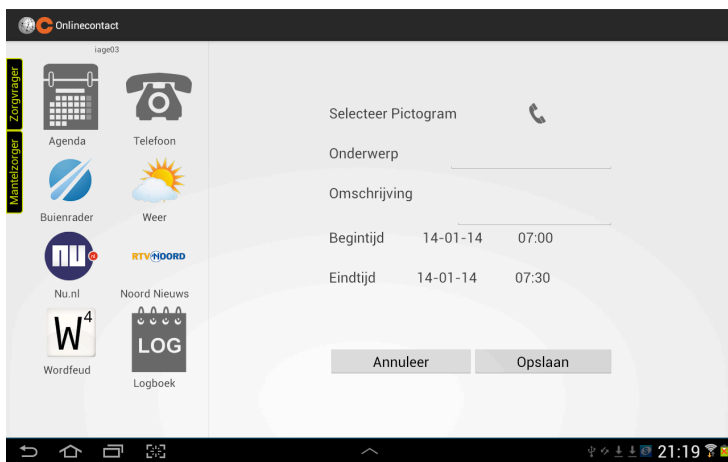 Onlinecontact
iage03
Zorgvrager
Mantelzorger
Agenda
Telefoon
Buienrader
Weer
nu
nl
RTV NOORD
Nu.nl
Noord Nieuws
W4
LOG
Wordfeud
Logboek
Selecteer Pictogram
Onderwerp
Omschrijving
Begintijd 14-01-14 07:00
Eindtijd 14-01-14 07:30
Annuleer Opslaan
21:19